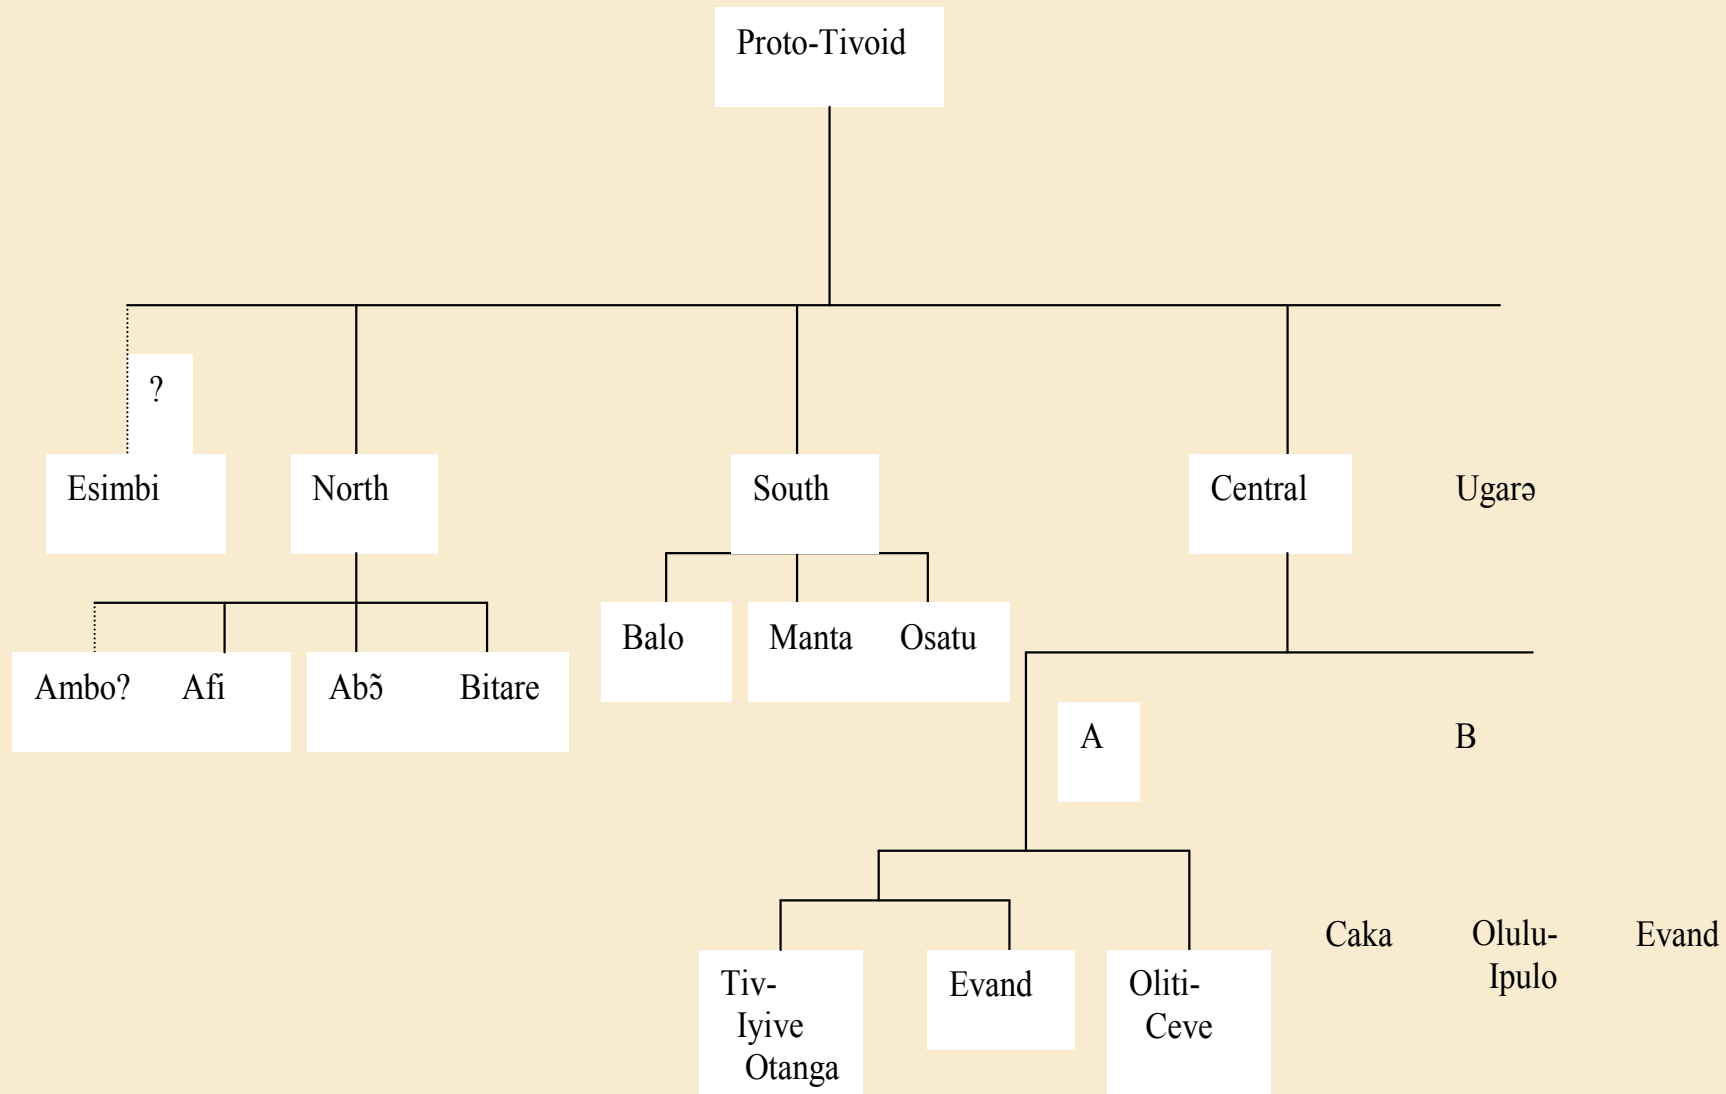 Proto-Tivoid
?
Esimbi North South Central Ugarə
Balo Manta Osatu
Ambo? Afi Abɔ̃ Bitare
A B
Caka Olulu- Evand
Ipulo
Tiv- Evand Oliti-
Iyive Ceve
Otanga